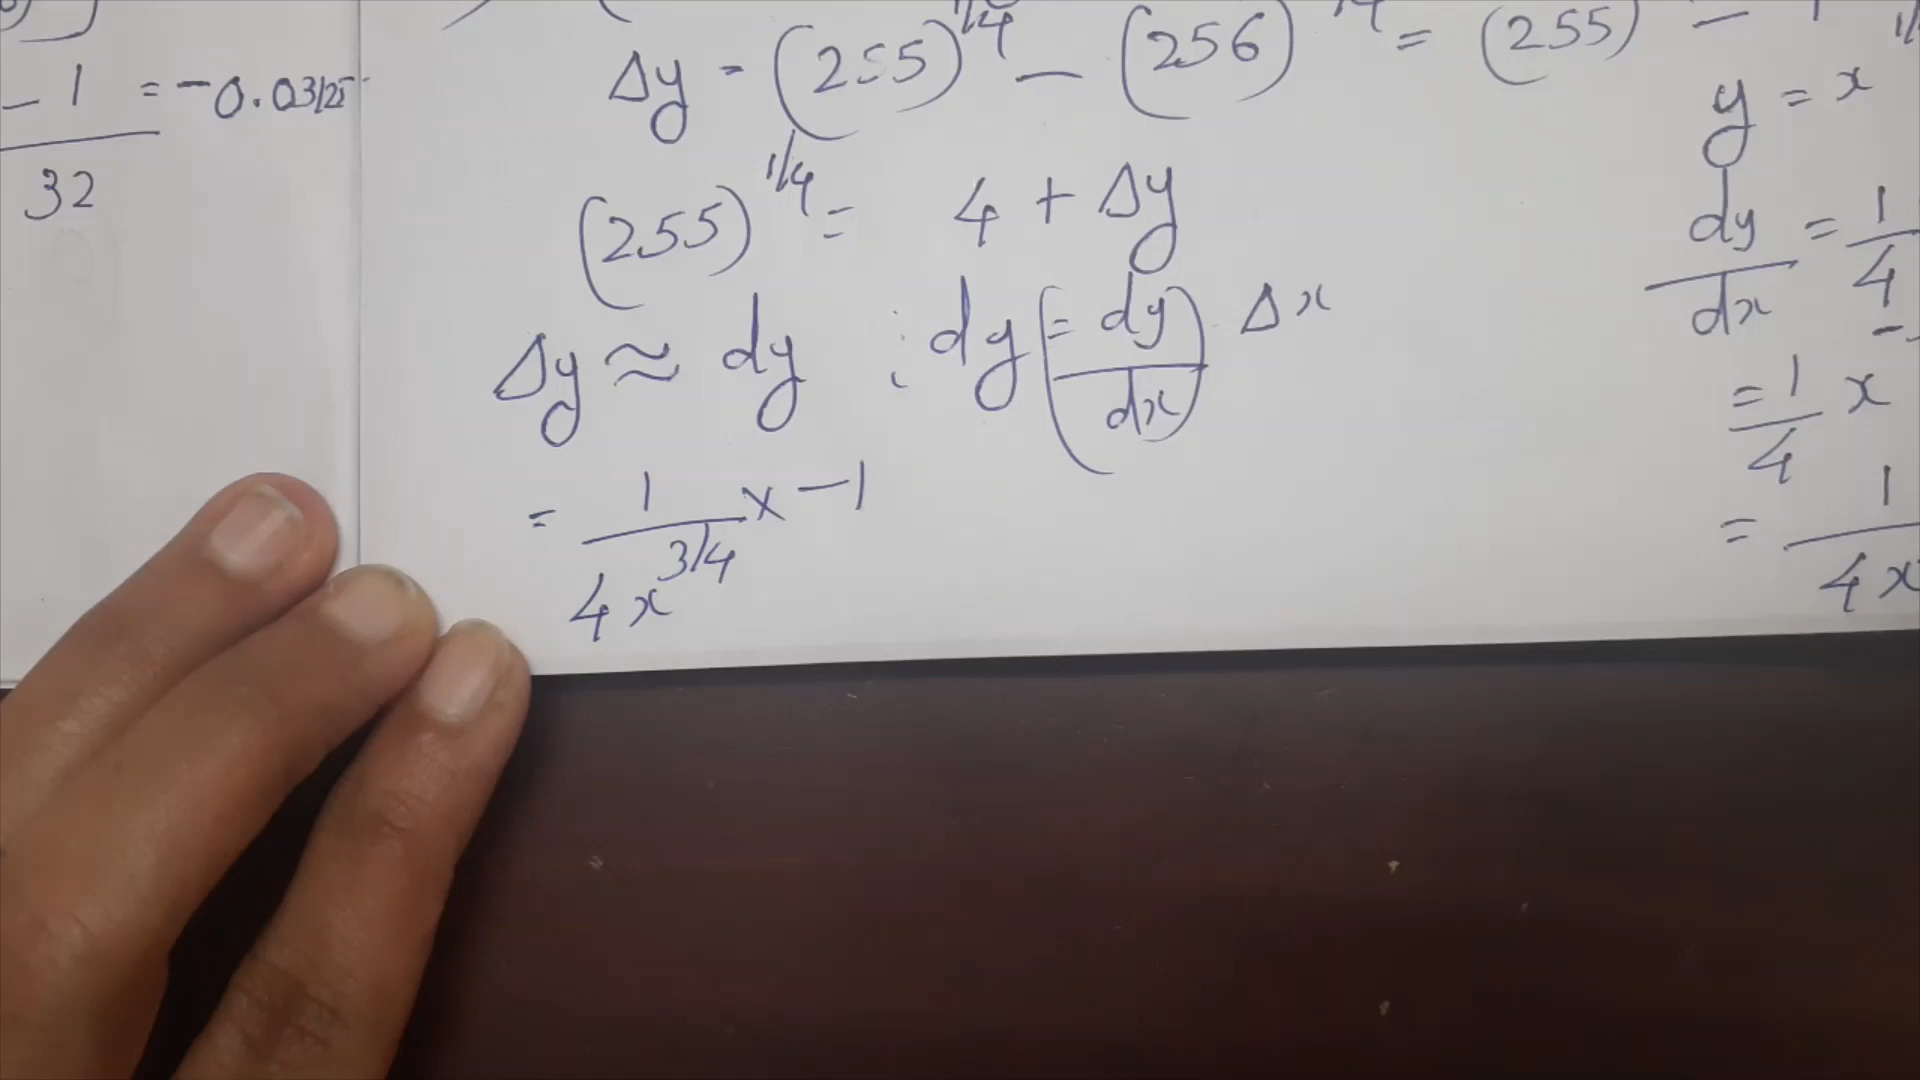 - 1 = - 0.03125
32
Δy = (255)^1/4 - (256)^1/4 = (255) -
(255)^1/4 = 4 + Δy
Δy ≈ dy ; dy = (dy/dx) Δx
= 1/4x^3/4 x -1
y = x
dy/dx = 1/4
= 1/4 x
= 1/4x